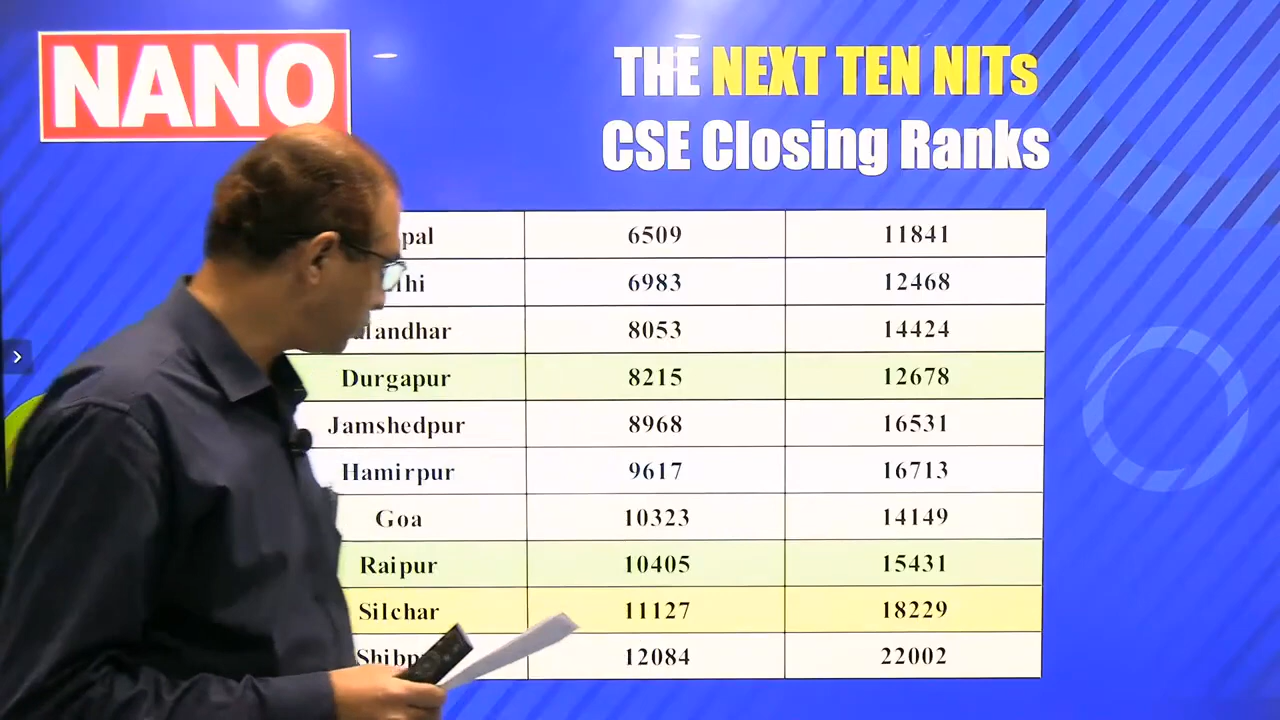 NANO
THE NEXT TEN NITs
CSE Closing Ranks
6509 11841
6983 12468
8053 14424
Durgapur 8215 12678
Jamshedpur 8968 16531
Hamirpur 9617 16713
Goa 10323 14149
Raipur 10405 15431
Silchar 11127 18229
12084 22002